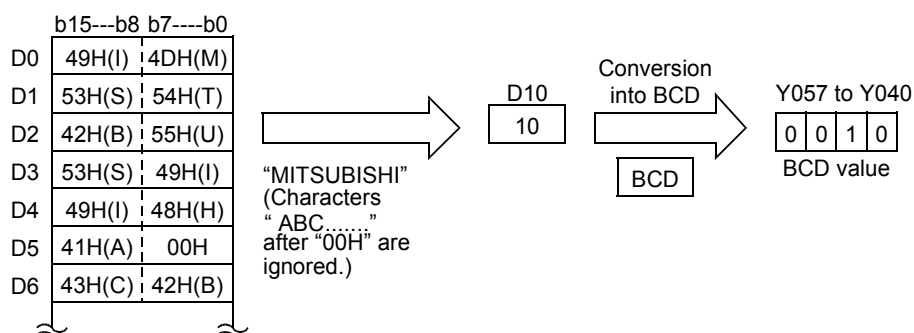 b15---b8 b7----b0
D0 49H(I) 4DH(M)
D1 53H(S) 54H(T)
D2 42H(B) 55H(U)
D3 53H(S) 49H(I)
D4 49H(I) 48H(H)
D5 41H(A) 00H
D6 43H(C) 42H(B)
“MITSUBISHI”
(Characters
“ ABC.......”
after “00H” are
ignored.)
D10
10
Conversion
into BCD
BCD
Y057 to Y040
0 0 1 0
BCD value